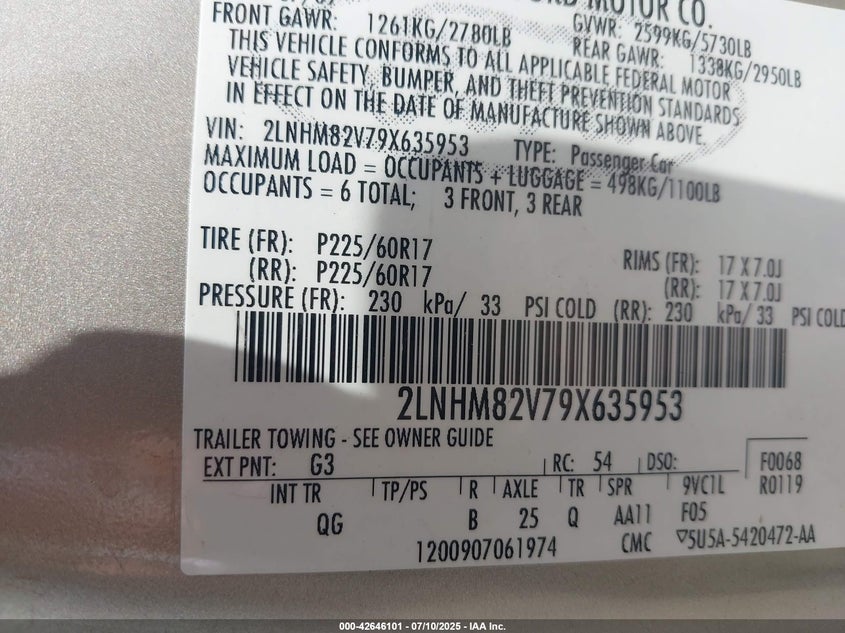 MOTOR CO.
FRONT GAWR: 1261KG/2780LB GVWR: 2599KG/5730LB
REAR GAWR: 1338KG/2950LB
THIS VEHICLE CONFORMS TO ALL APPLICABLE FEDERAL MOTOR
VEHICLE SAFETY, BUMPER, AND THEFT PREVENTION STANDARDS
IN EFFECT ON THE DATE OF MANUFACTURE SHOWN ABOVE.
VIN: 2LNHM82V79X635953 TYPE: Passenger Car
MAXIMUM LOAD = OCCUPANTS + LUGGAGE = 498KG/1100LB
OCCUPANTS = 6 TOTAL; 3 FRONT, 3 REAR
TIRE (FR): P225/60R17 RIMS (FR): 17 X 7.0J
(RR): P225/60R17 (RR): 17 X 7.0J
PRESSURE (FR): 230 kPa/ 33 PSI COLD (RR): 230 kPa/ 33 PSI COLD
2LNHM82V79X635953
TRAILER TOWING - SEE OWNER GUIDE
EXT PNT: G3 RC: 54 DSO: F0068
INT TR TP/PS R AXLE TR SPR 9VC1L R0119
QG B 25 Q AA11 F05
1200907061974 CMC ▽5U5A-5420472-AA
000-42646101 - 07/10/2025 - IAA Inc.